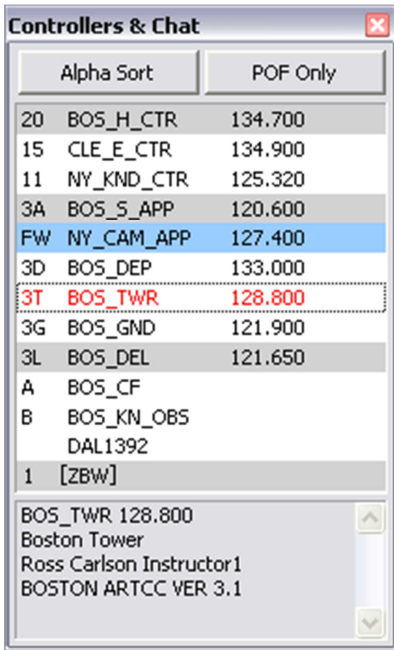 Controllers & Chat
Alpha Sort POF Only
20 BOS_H_CTR 134.700
15 CLE_E_CTR 134.900
11 NY_KND_CTR 125.320
3A BOS_S_APP 120.600
FW NY_CAM_APP 127.400
3D BOS_DEP 133.000
3T BOS_TWR 128.800
3G BOS_GND 121.900
3L BOS_DEL 121.650
A BOS_CF
B BOS_KN_OBS
DAL1392
1 [ZBW]
BOS_TWR 128.800
Boston Tower
Ross Carlson Instructor1
BOSTON ARTCC VER 3.1